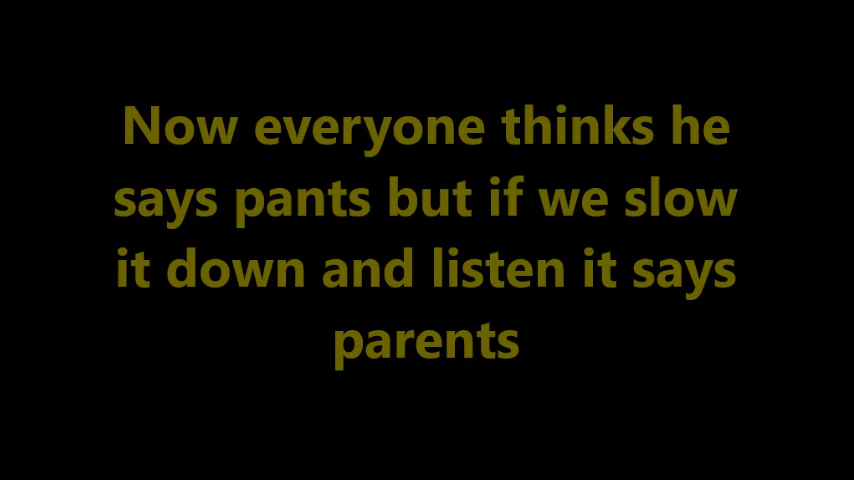 Now everyone thinks he
says pants but if we slow
it down and listen it says
parents